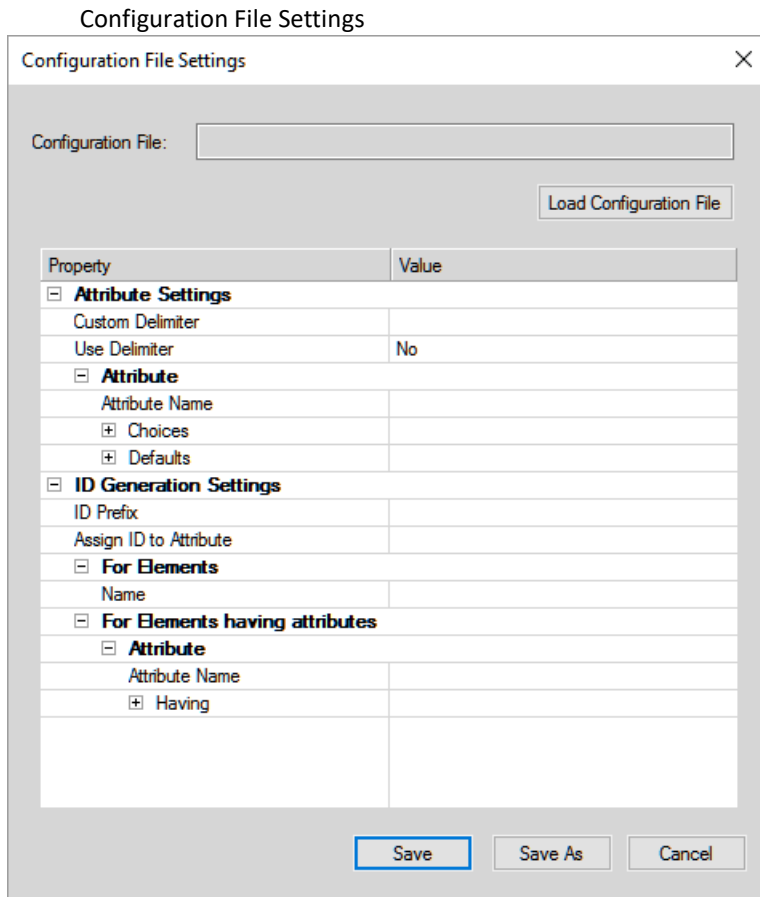 Configuration File Settings
Configuration File Settings
Configuration File:
Load Configuration File
Property Value
Attribute Settings
Custom Delimiter
Use Delimiter No
Attribute
Attribute Name
Choices
Defaults
ID Generation Settings
ID Prefix
Assign ID to Attribute
For Elements
Name
For Elements having attributes
Attribute
Attribute Name
Having
Save Save As Cancel